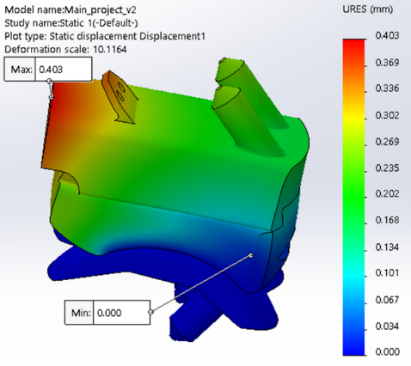 Model name:Main_project_v2
Study name:Static 1(-Default-)
Plot type: Static displacement Displacement1
Deformation scale: 10.1164
URES (mm)
Max: 0.403
0.403
0.369
0.336
0.302
0.269
0.235
0.202
0.168
0.134
0.101
0.067
0.034
0.000
Min: 0.000